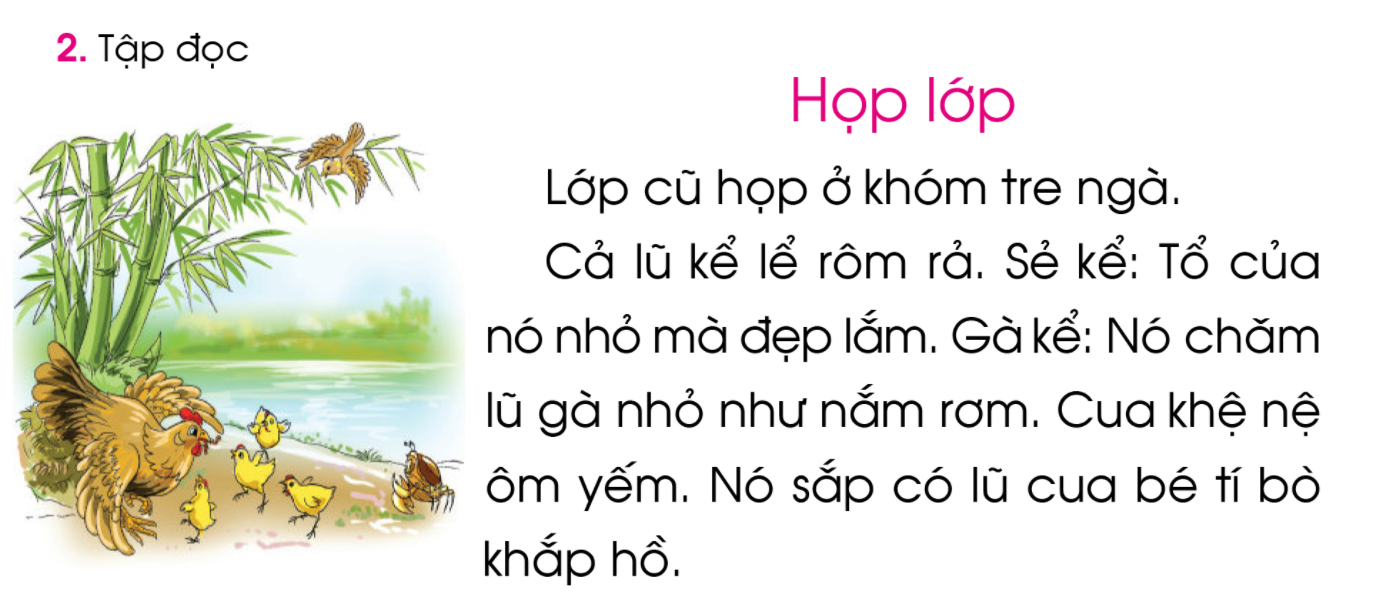 2. Tập đọc
Họp lớp
Lớp cũ họp ở khóm tre ngà.
Cả lũ kể lể rôm rả. Sẻ kể: Tổ của
nó nhỏ mà đẹp lắm. Gà kể: Nó chăm
lũ gà nhỏ như nắm rơm. Cua khệ nệ
ôm yếm. Nó sắp có lũ cua bé tí bò
khắp hồ.